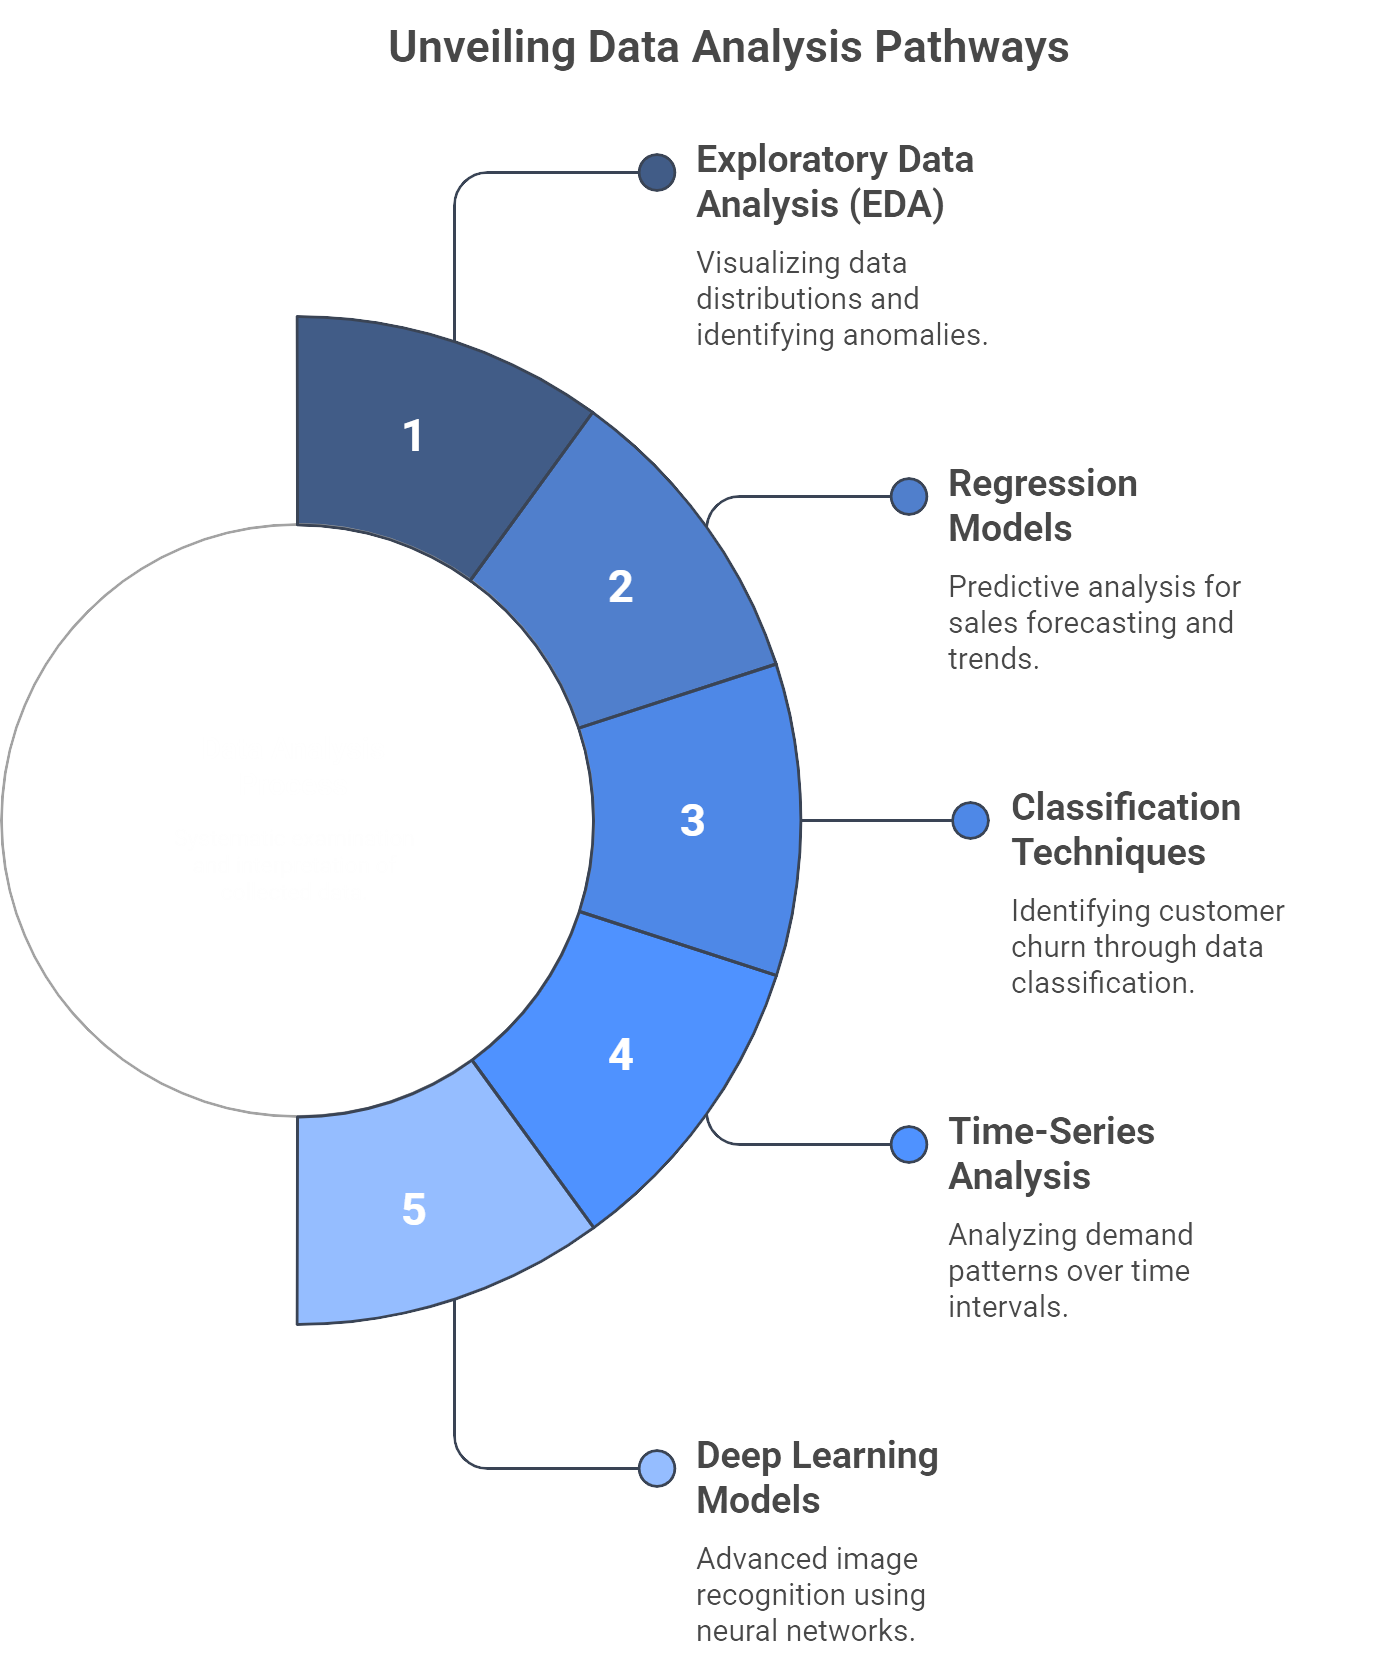 Unveiling Data Analysis Pathways
Exploratory Data
Analysis (EDA)
Visualizing data
distributions and
identifying anomalies.
1
Regression
Models
Predictive analysis for
sales forecasting and
trends.
2
Classification
Techniques
Identifying customer
churn through data
classification.
3
Time-Series
Analysis
Analyzing demand
patterns over time
intervals.
4
Deep Learning
Models
Advanced image
recognition using
neural networks.
5